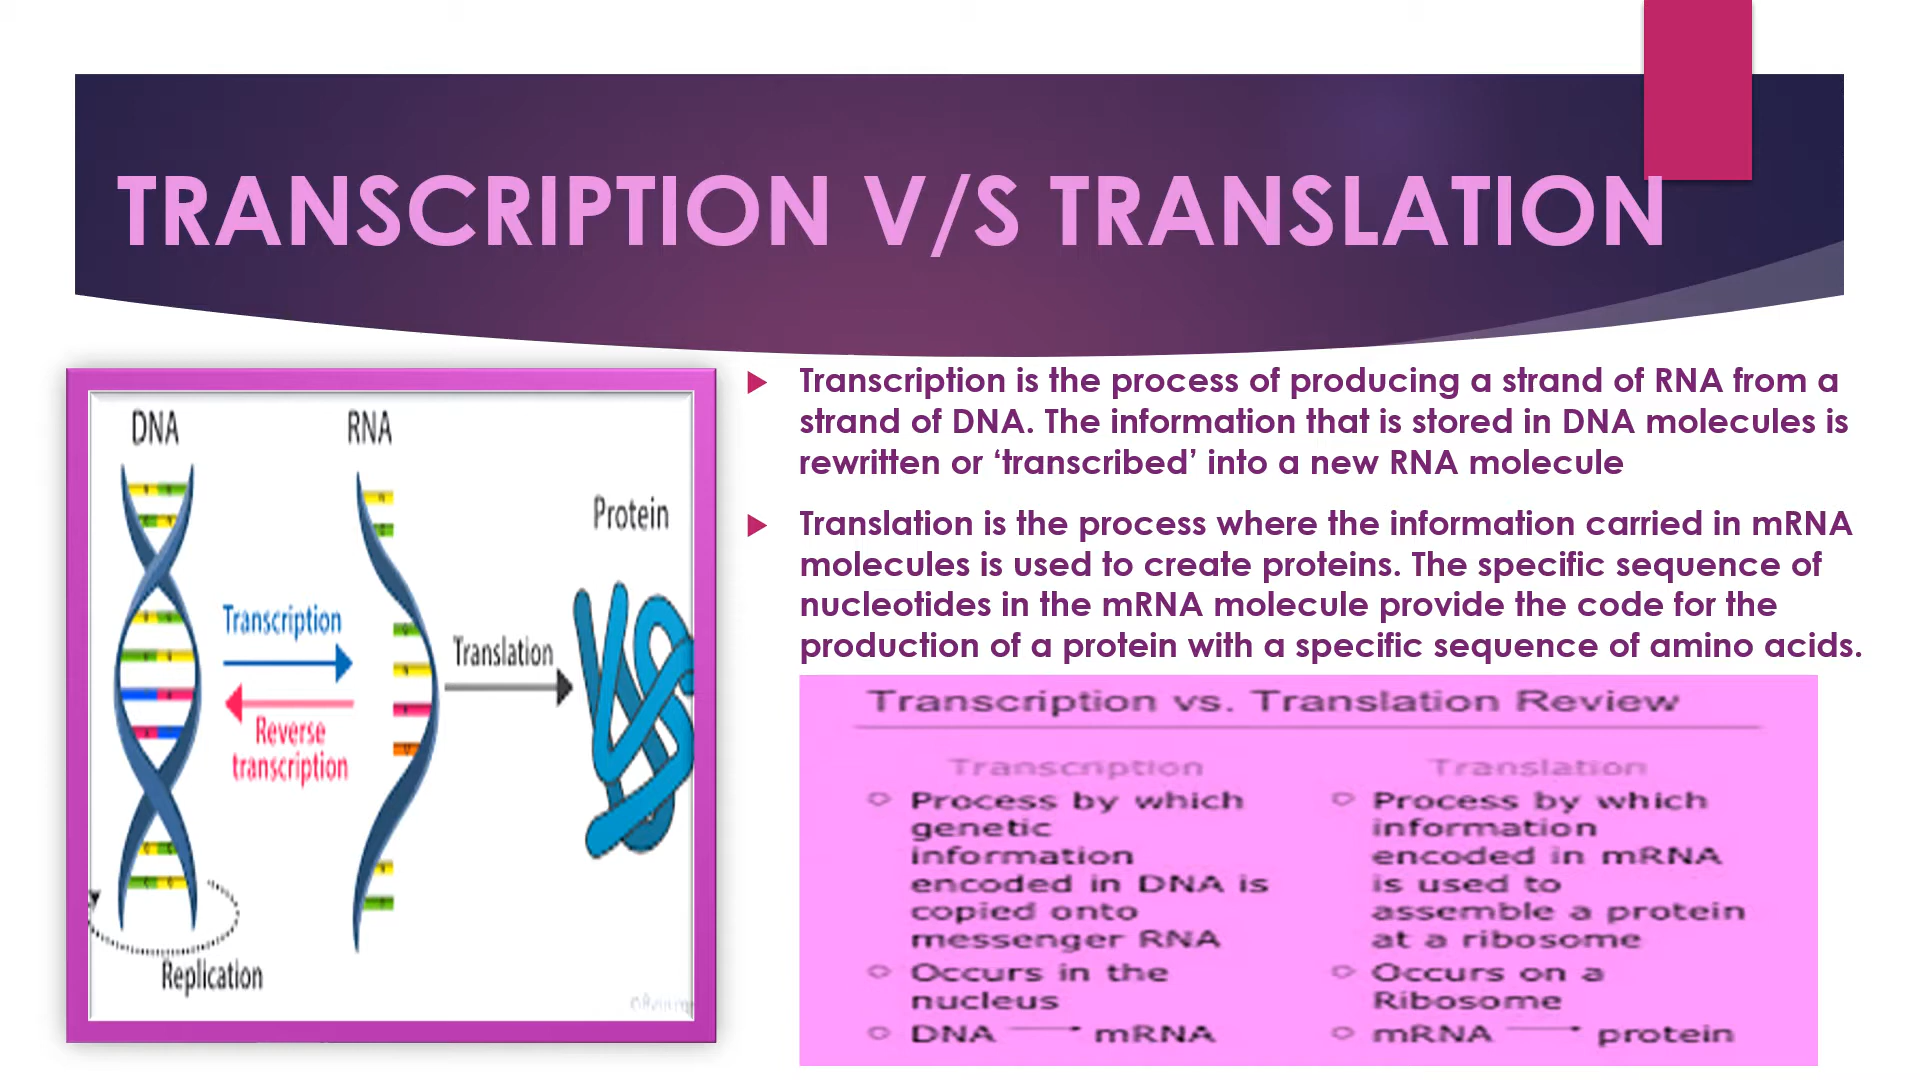 TRANSCRIPTION V/S TRANSLATION
DNA
RNA
Protein
Transcription
Translation
Reverse
transcription
Replication
Transcription is the process of producing a strand of RNA from a
strand of DNA. The information that is stored in DNA molecules is
rewritten or ‘transcribed’ into a new RNA molecule
Translation is the process where the information carried in mRNA
molecules is used to create proteins. The specific sequence of
nucleotides in the mRNA molecule provide the code for the
production of a protein with a specific sequence of amino acids.
Transcription vs. Translation Review
Transcription
Process by which
genetic
information
encoded in DNA is
copied onto
messenger RNA
Occurs in the
nucleus
DNA → mRNA
Translation
Process by which
information
encoded in mRNA
is used to
assemble a protein
at a ribosome
Occurs on a
Ribosome
mRNA → protein